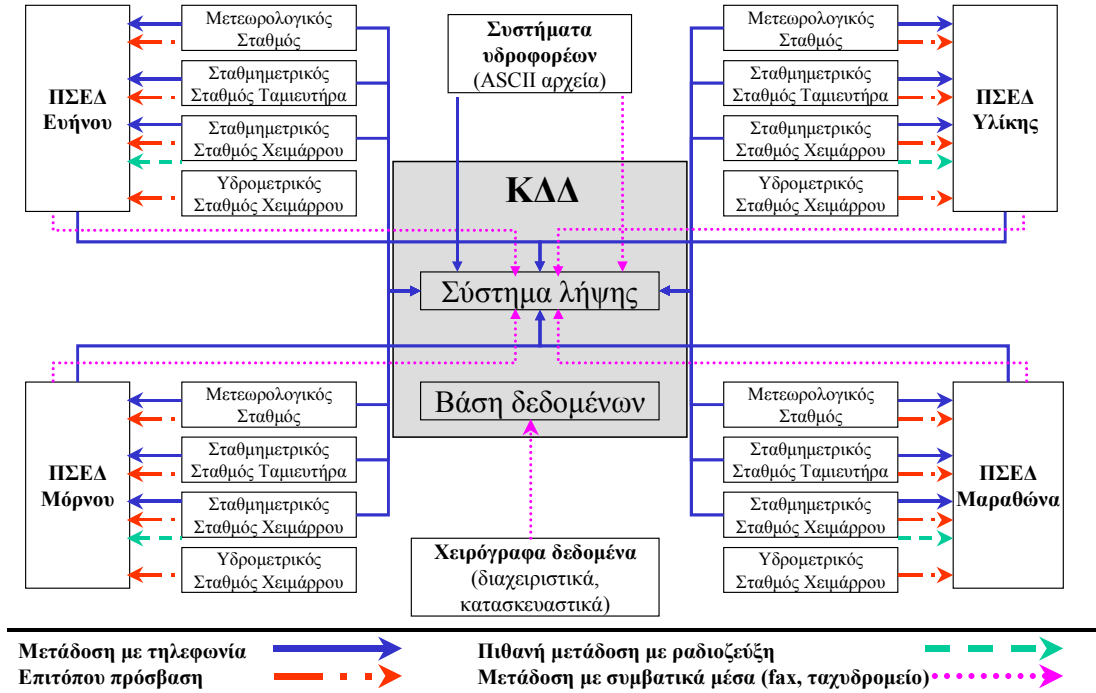 Μετεωρολογικός
Σταθμός
Σταθμημετρικός
Σταθμός Ταμιευτήρα
Σταθμημετρικός
Σταθμός Χειμάρρου
Υδρομετρικός
Σταθμός Χειμάρρου
ΠΣΕΔ
Ευήνου
Συστήματα
υδροφορέων
(ASCII αρχεία)
Μετεωρολογικός
Σταθμός
Σταθμημετρικός
Σταθμός Ταμιευτήρα
Σταθμημετρικός
Σταθμός Χειμάρρου
Υδρομετρικός
Σταθμός Χειμάρρου
ΠΣΕΔ
Υλίκης
ΚΔΔ
Σύστημα λήψης
Βάση δεδομένων
ΠΣΕΔ
Μόρνου
Μετεωρολογικός
Σταθμός
Σταθμημετρικός
Σταθμός Ταμιευτήρα
Σταθμημετρικός
Σταθμός Χειμάρρου
Υδρομετρικός
Σταθμός Χειμάρρου
Χειρόγραφα δεδομένα
(διαχειριστικά,
κατασκευαστικά)
Μετεωρολογικός
Σταθμός
Σταθμημετρικός
Σταθμός Ταμιευτήρα
Σταθμημετρικός
Σταθμός Χειμάρρου
Υδρομετρικός
Σταθμός Χειμάρρου
ΠΣΕΔ
Μαραθώνα
Μετάδοση με τηλεφωνία
Επιτόπου πρόσβαση
Πιθανή μετάδοση με ραδιοζεύξη
Μετάδοση με συμβατικά μέσα (fax, ταχυδρομείο)